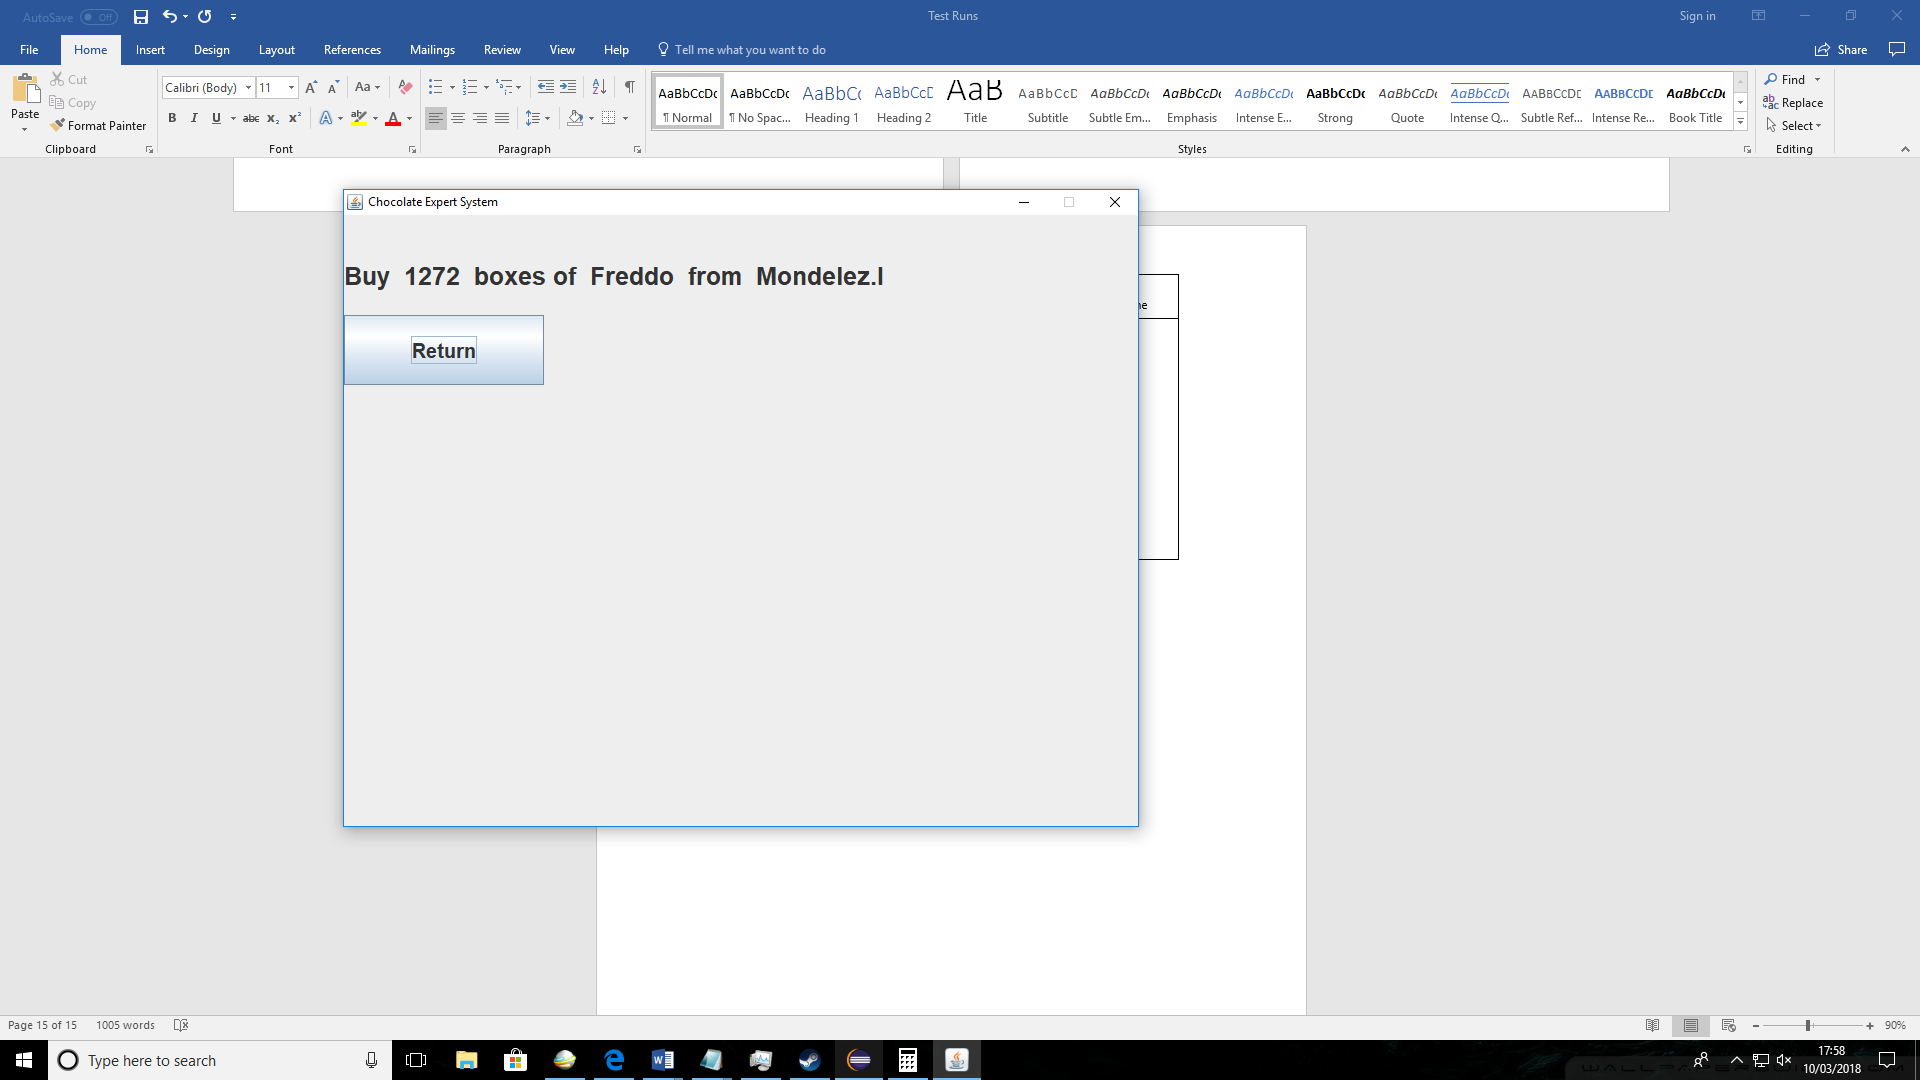 AutoSave Off
Test Runs
Sign in
File Home Insert Design Layout References Mailings Review View Help Tell me what you want to do
Share
Paste
Cut
Copy
Format Painter
Clipboard
Calibri (Body) 11
Font
Paragraph
AaBbCcDc AaBbCcDc AaBbC( AaBbCcD AaB AaBbCcD AaBbCcDc AaBbCcDc AaBbCcDc AaBbCcDc AaBbCcDc AaBbCcDc AABBCCDE AABBCCDE AaBbCcDc
¶ Normal ¶ No Spac... Heading 1 Heading 2 Title Subtitle Subtle Em... Emphasis Intense E... Strong Quote Intense Q... Subtle Ref... Intense Re... Book Title
Styles
Find
Replace
Select
Editing
Chocolate Expert System
Buy 1272 boxes of Freddo from Mondelez.l
Return
ne
Page 15 of 15 1005 words
90%
Type here to search
17:58
10/03/2018